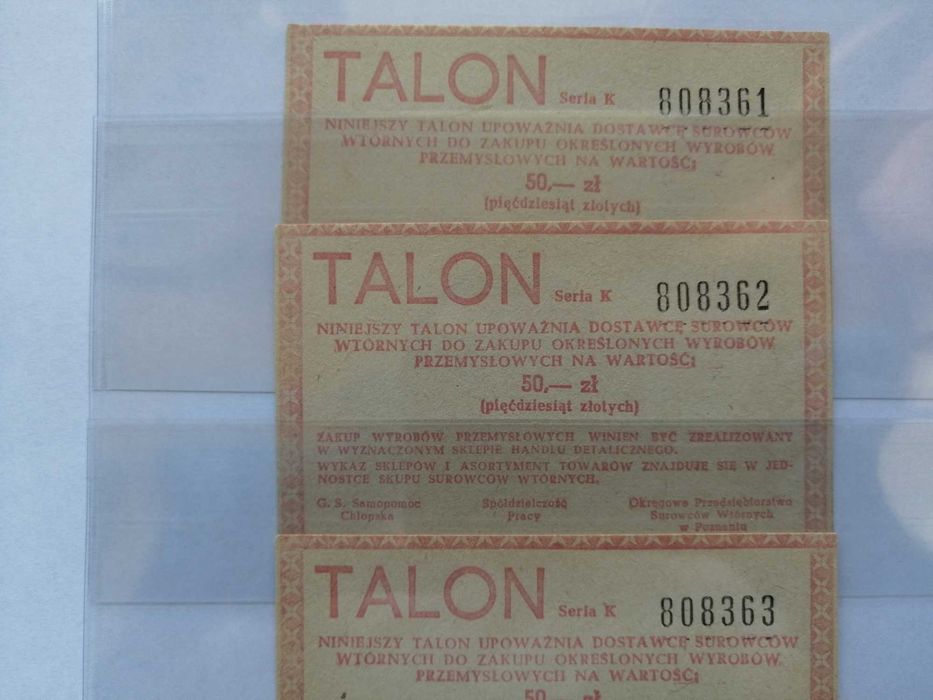 TALON Seria K 808361
NINIEJSZY TALON UPOWAŻNIA DOSTAWCĘ SUROWCÓW
WTÓRNYCH DO ZAKUPU OKREŚLONYCH WYROBÓW
PRZEMYSŁOWYCH NA WARTOŚĆ:
50,— zł
(pięćdziesiąt złotych)
TALON Seria K 808362
NINIEJSZY TALON UPOWAŻNIA DOSTAWCĘ SUROWCÓW
WTÓRNYCH DO ZAKUPU OKREŚLONYCH WYROBÓW
PRZEMYSŁOWYCH NA WARTOŚĆ:
50,— zł
(pięćdziesiąt złotych)
ZAKUP WYROBÓW PRZEMYSŁOWYCH WINIEN BYĆ ZREALIZOWANY
W WYZNACZONYM SKLEPIE HANDLU DETALICZNEGO.
WYKAZ SKLEPÓW I ASORTYMENT TOWARÓW ZNAJDUJE SIĘ W JED-
NOSTCE SKUPU SUROWCÓW WTÓRNYCH.
G. S. Samopomoc Spółdzielczość Okręgowe Przedsiębiorstwo
Chłopska Pracy Surowców Wtórnych
w Poznaniu
TALON Seria K 808363
NINIEJSZY TALON UPOWAŻNIA DOSTAWCĘ SUROWCÓW
WTÓRNYCH DO ZAKUPU OKREŚLONYCH WYROBÓW
PRZEMYSŁOWYCH NA WARTOŚĆ:
50,— zł